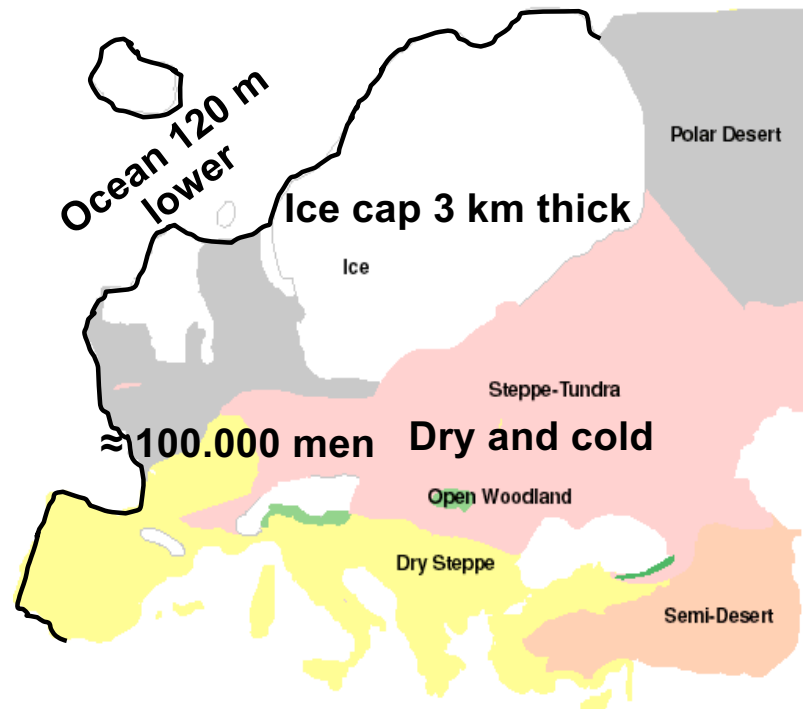 Ocean 120 m
lower
Polar Desert
Ice cap 3 km thick
Ice
Steppe-Tundra
≈ 100.000 men
Dry and cold
Open Woodland
Dry Steppe
Semi-Desert